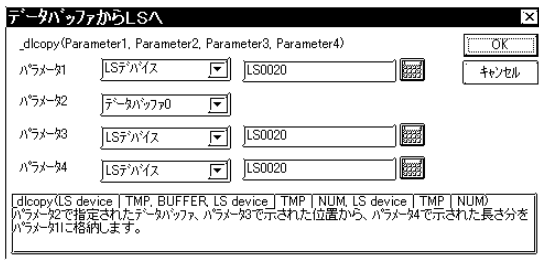 データバッファからLSへ
_dlcopy(Parameter1, Parameter2, Parameter3, Parameter4)
OK
パラメータ1 LSデバイス LS0020
キャンセル
パラメータ2 データバッファ0
パラメータ3 LSデバイス LS0020
パラメータ4 LSデバイス LS0020
_dlcopy(LS device | TMP, BUFFER, LS device | TMP | NUM, LS device | TMP | NUM)
パラメータ2で指定されたデータバッファ、パラメータ3で示された位置から、パラメータ4で示された長さ分を
パラメータ1に格納します。